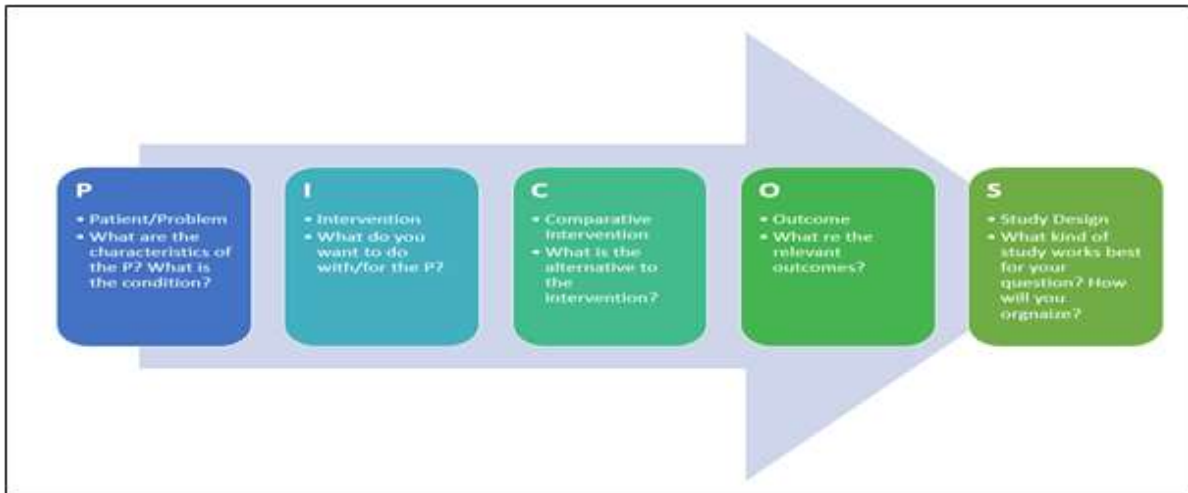 P
• Patient/Problem
• What are the
characteristics of
the P? What is
the condition?
I
• Intervention
• What do you
want to do
with/for the P?
C
• Comparative
Intervention
• What is the
alternative to
the
intervention?
O
• Outcome
• What re the
relevant
outcomes?
S
• Study Design
• What kind of
study works best
for your
question? How
will you
orgnaize?